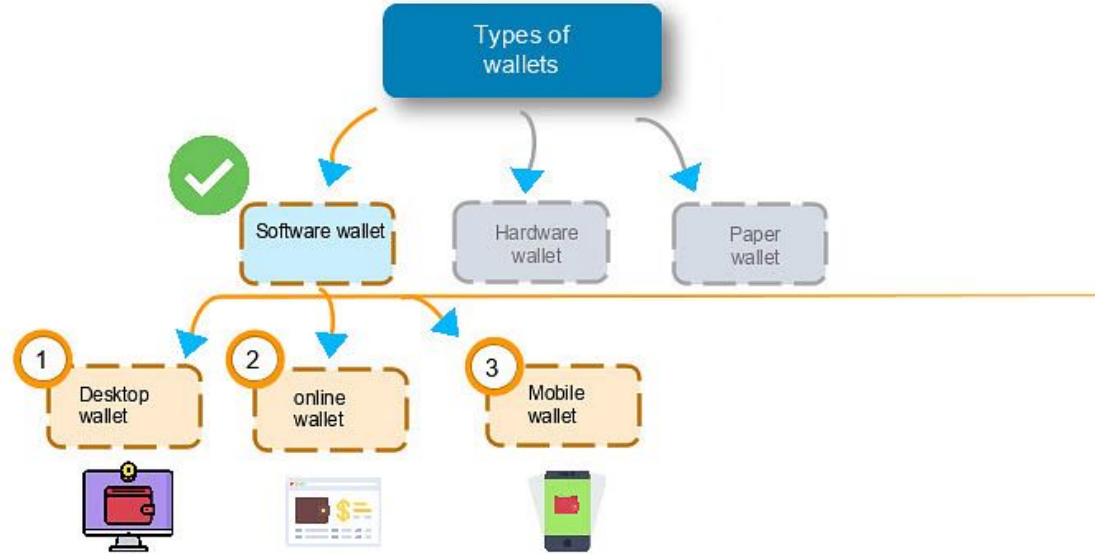 Types of
wallets
Software wallet
Hardware
wallet
Paper
wallet
1
Desktop
wallet
2
online
wallet
3
Mobile
wallet